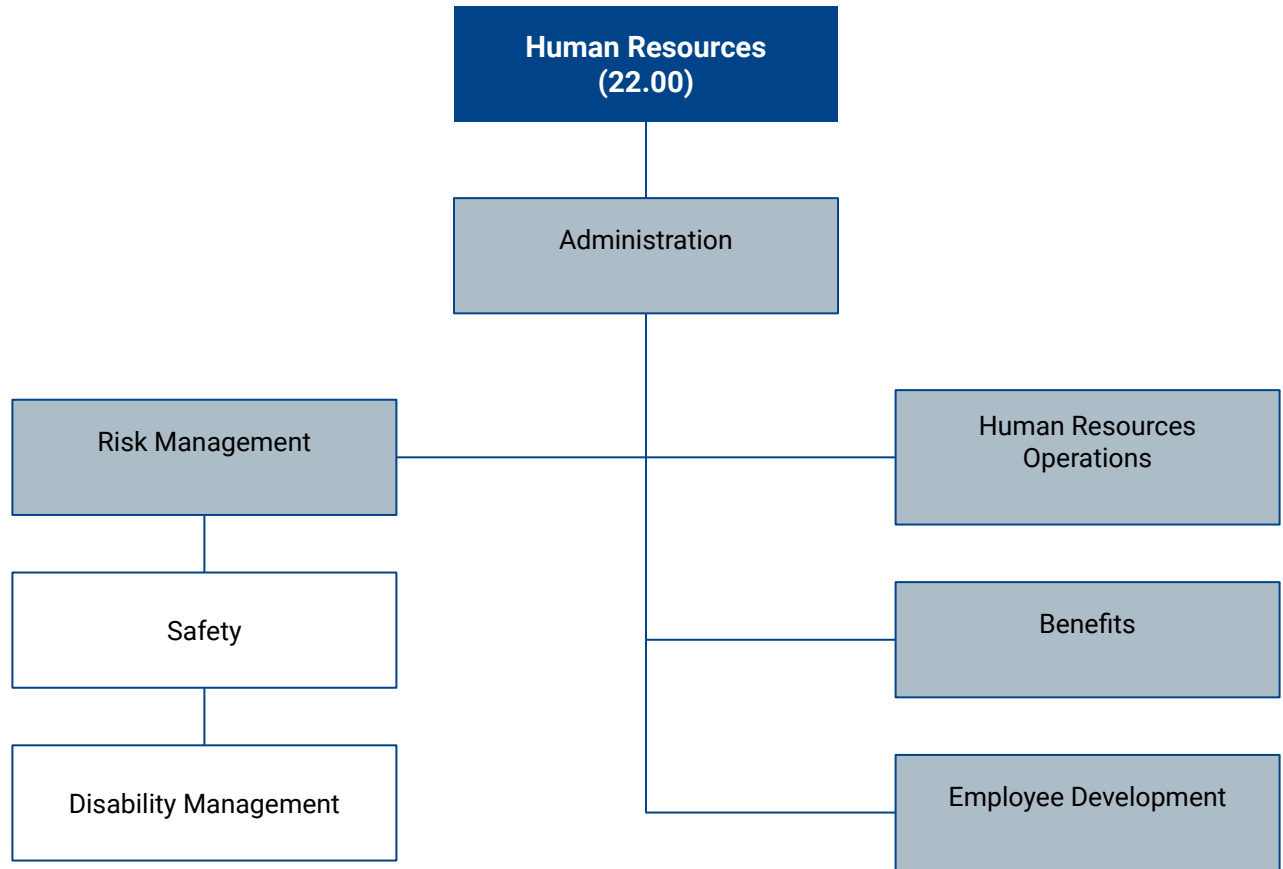 Human Resources
(22.00)
Administration
Risk Management
Human Resources
Operations
Safety
Benefits
Disability Management
Employee Development